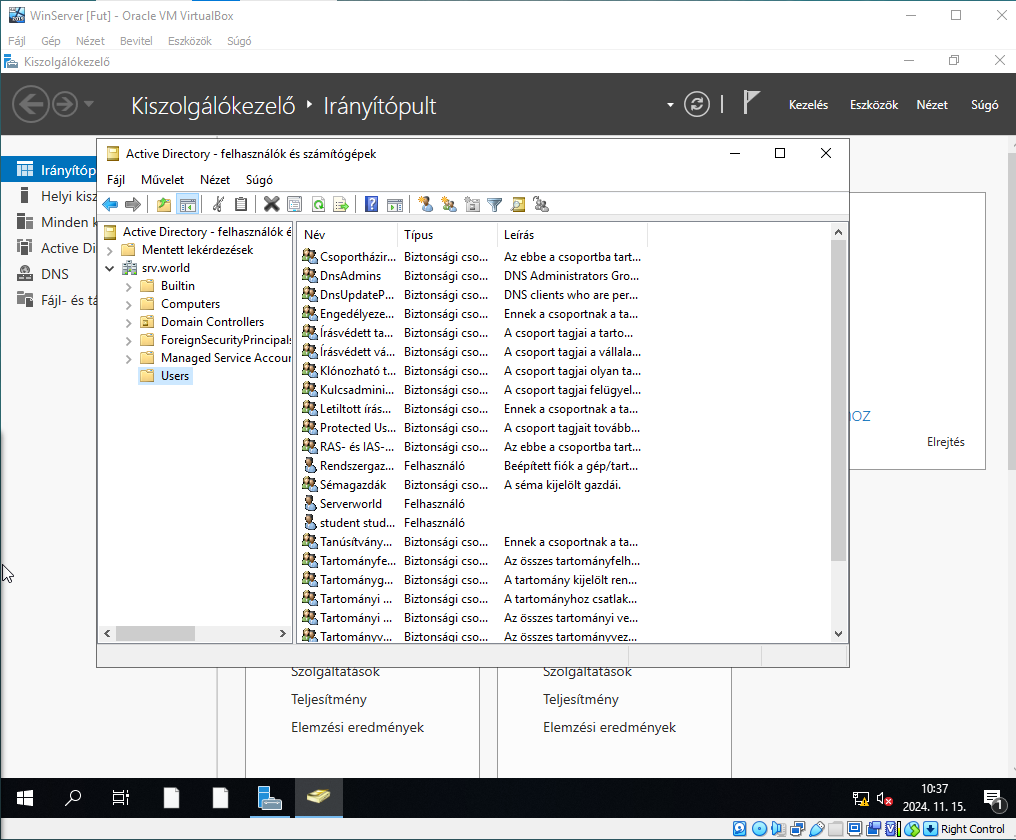 WinServer [Fut] - Oracle VM VirtualBox
Fájl Gép Nézet Bevitel Eszközök Súgó
Kiszolgálókezelő
Kiszolgálókezelő Irányítópult
Kezelés Eszközök Nézet Súgó
Irányítóp
Helyi kisz
Minden k
Active Di
DNS
Fájl- és tá
Active Directory - felhasználók és számítógépek
Fájl Művelet Nézet Súgó
Active Directory - felhasználók é
Mentett lekérdezések
srv.world
Builtin
Computers
Domain Controllers
ForeignSecurityPrincipals
Managed Service Accour
Users
Név Típus Leírás
Csoportházir... Biztonsági cso... Az ebbe a csoportba tart...
DnsAdmins Biztonsági cso... DNS Administrators Gro...
DnsUpdateP... Biztonsági cso... DNS clients who are per...
Engedélyeze... Biztonsági cso... Ennek a csoportnak a ta...
Írásvédett ta... Biztonsági cso... A csoport tagjai a tarto...
Írásvédett vá... Biztonsági cso... A csoport tagjai a vállala...
Klónozható t... Biztonsági cso... A csoport tagjai olyan ta...
Kulcsadmini... Biztonsági cso... A csoport tagjai felügyel...
Letiltott írás... Biztonsági cso... Ennek a csoportnak a ta...
Protected Us... Biztonsági cso... A csoport tagjait tovább...
RAS- és IAS-... Biztonsági cso... Az ebbe a csoportba tart...
Rendszergaz... Felhasználó Beépített fiók a gép/tart...
Sémagazdák Biztonsági cso... A séma kijelölt gazdái.
Serverworld Felhasználó
student stud... Felhasználó
Tanúsítvány... Biztonsági cso... Ennek a csoportnak a ta...
Tartományfe... Biztonsági cso... Az összes tartományfelh...
Tartományg... Biztonsági cso... A tartomány kijelölt ren...
Tartományi ... Biztonsági cso... A tartományhoz csatlak...
Tartományi ... Biztonsági cso... Az összes tartományi ve...
Tartományv... Biztonsági cso... Az összes tartományvez...
HOZ
Elrejtés
Szolgáltatások
Teljesítmény
Elemzési eredmények
Szolgáltatások
Teljesítmény
Elemzési eredmények
10:37
2024. 11. 15.
1
Right Control